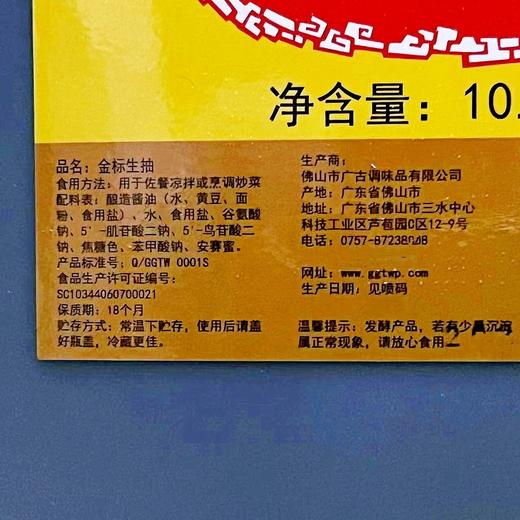 净含量：10
品名：金标生抽
食用方法：用于佐餐凉拌或烹调炒菜
配料表：酿造酱油（水、黄豆、面
粉、食用盐）、水、食用盐、谷氨酸
钠、5'-肌苷酸二钠、5'-鸟苷酸二
钠、焦糖色、苯甲酸钠、安赛蜜。
产品标准号：Q/GGTW 0001S
食品生产许可证编号：
SC10344060700021
保质期：18个月
贮存方式：常温下贮存，使用后请盖
好瓶盖，冷藏更佳。
生产商：
佛山市广古调味品有限公司
产地：广东省佛山市
地址：广东省佛山市三水中心
科技工业区芦苞园D区12-9号
电话：0757-87238048
网址：www.ggtwp.com
生产日期：见喷码
温馨提示：发酵产品，若有少量沉淀
属正常现象，请放心食用